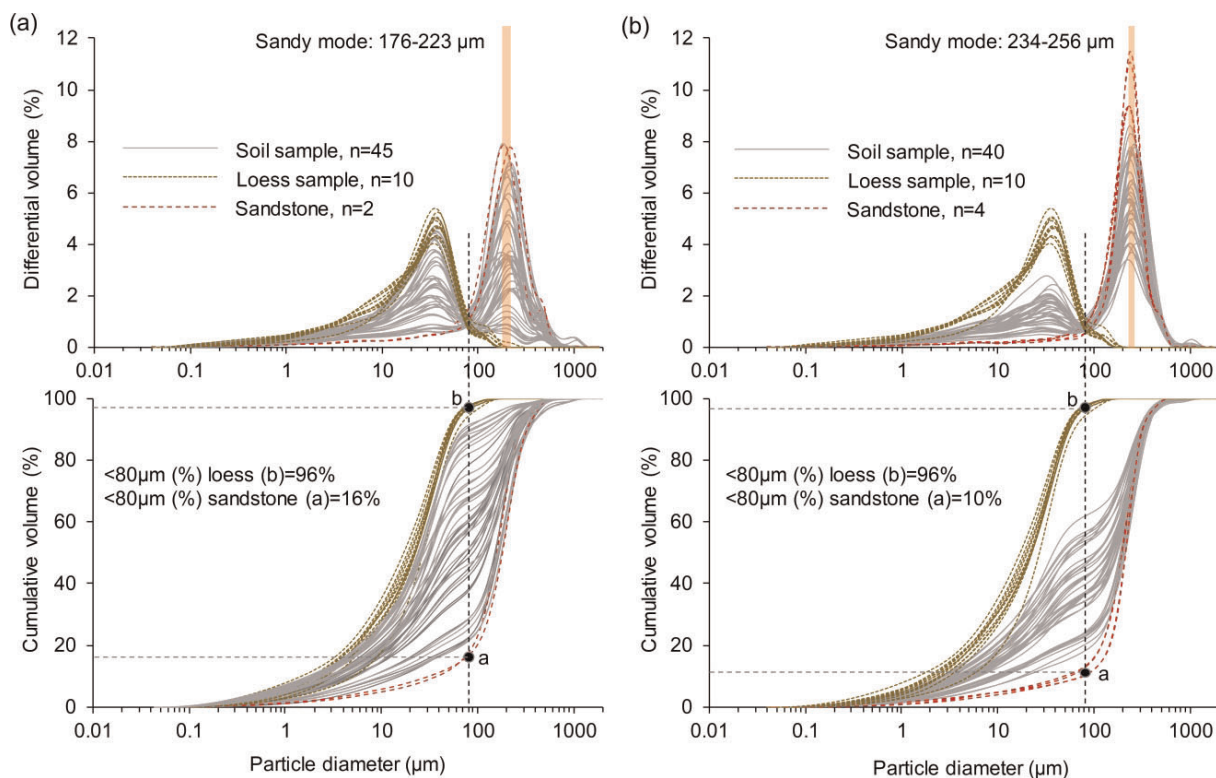 (a)
Sandy mode: 176-223 μm
12
10
8
6
4
2
0
Differential volume (%)
Soil sample, n=45
Loess sample, n=10
Sandstone, n=2
0.01 0.1 1 10 100 1000
100
80
60
40
20
0
Cumulative volume (%)
b
<80μm (%) loess (b)=96%
<80μm (%) sandstone (a)=16%
a
0.01 0.1 1 10 100 1000
Particle diameter (μm)
(b)
Sandy mode: 234-256 μm
12
10
8
6
4
2
0
Differential volume (%)
Soil sample, n=40
Loess sample, n=10
Sandstone, n=4
0.01 0.1 1 10 100 1000
100
80
60
40
20
0
Cumulative volume (%)
b
<80μm (%) loess (b)=96%
<80μm (%) sandstone (a)=10%
a
0.01 0.1 1 10 100 1000
Particle diameter (μm)